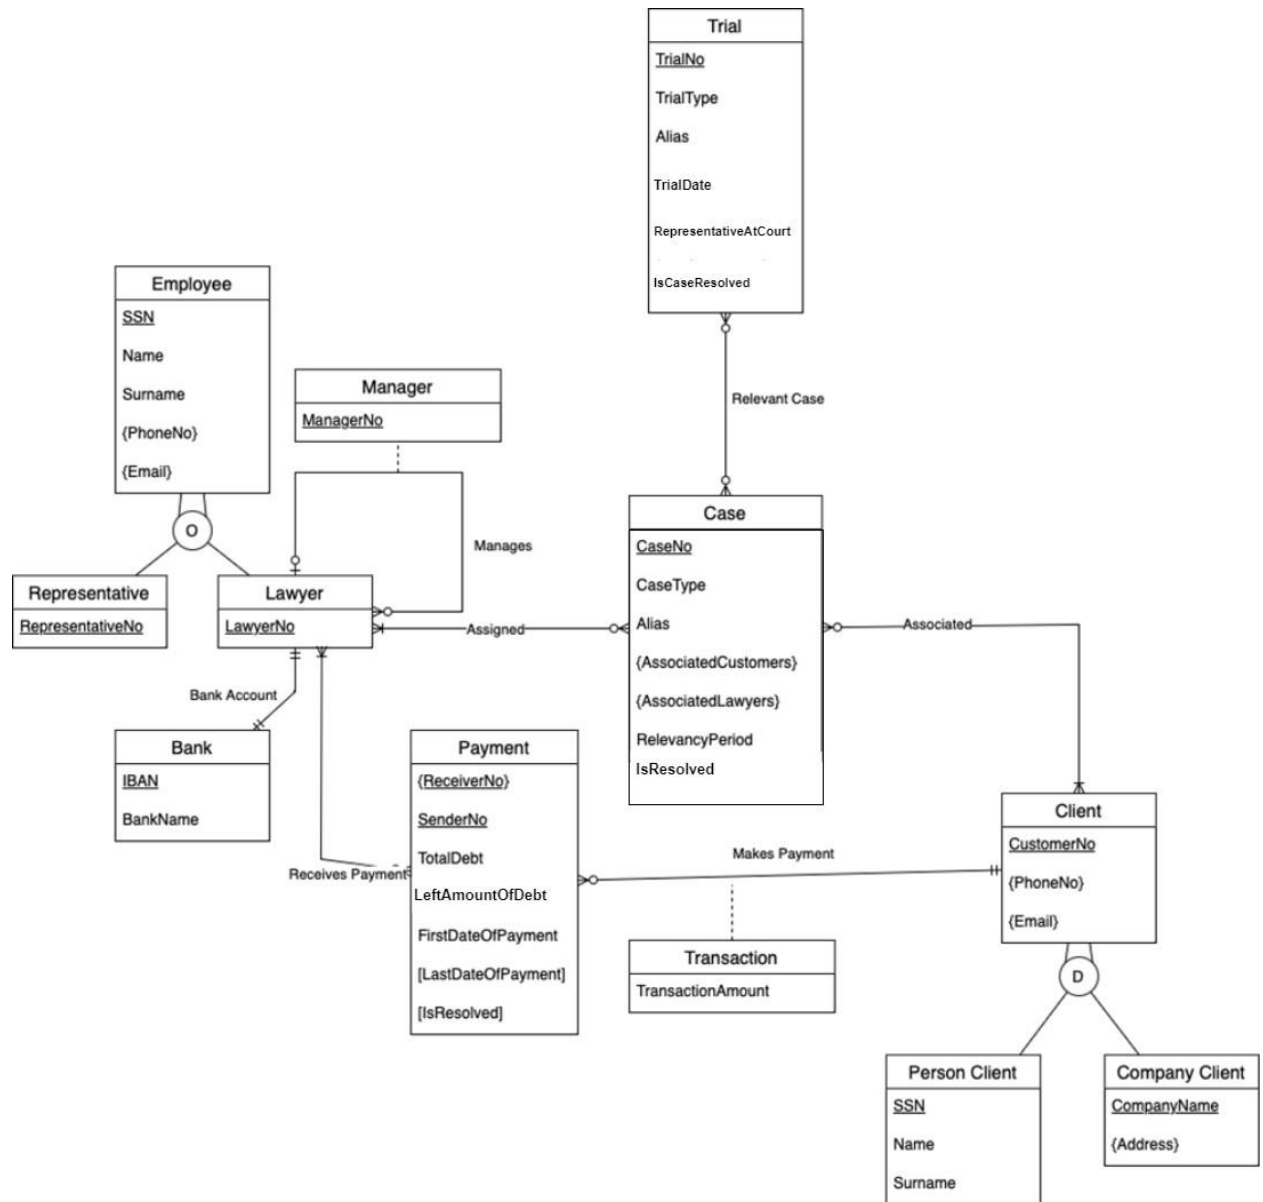 Trial
TrialNo
TrialType
Alias
TrialDate
RepresentativeAtCourt
IsCaseResolved
Relevant Case
Employee
SSN
Name
Surname
{PhoneNo}
{Email}
O
Manager
ManagerNo
Manages
Representative
RepresentativeNo
Lawyer
LawyerNo
Assigned
Case
CaseNo
CaseType
Alias
{AssociatedCustomers}
{AssociatedLawyers}
RelevancyPeriod
IsResolved
Associated
Bank Account
Bank
IBAN
BankName
Receives Payment
Payment
{ReceiverNo}
SenderNo
TotalDebt
LeftAmountOfDebt
FirstDateOfPayment
[LastDateOfPayment]
[IsResolved]
Makes Payment
Transaction
TransactionAmount
Client
CustomerNo
{PhoneNo}
{Email}
D
Person Client
SSN
Name
Surname
Company Client
CompanyName
{Address}